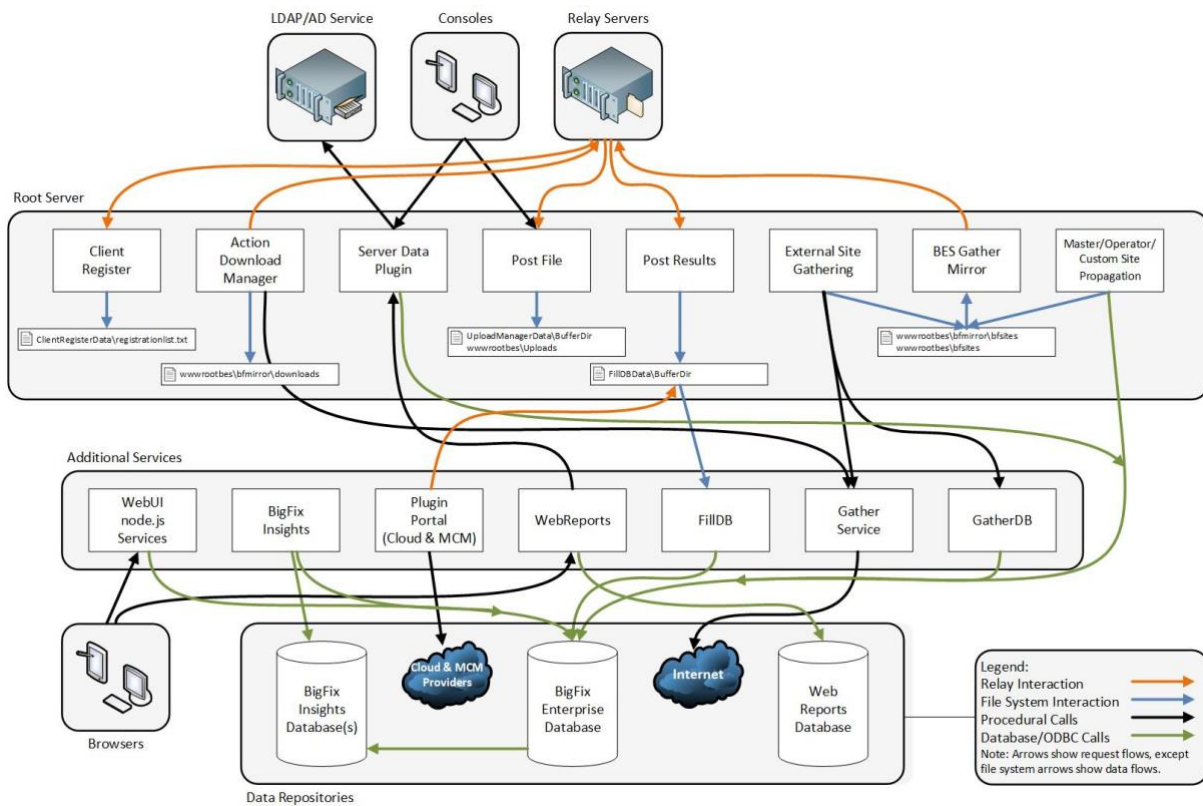 LDAP/AD Service
Consoles
Relay Servers
Root Server
Client
Register
Action
Download
Manager
Server Data
Plugin
Post File
Post Results
External Site
Gathering
BES Gather
Mirror
Master/Operator/
Custom Site
Propagation
ClientRegisterData\registrationlist.txt
wwwrootbes\bfmirror\downloads
UploadManagerData\BufferDir
wwwrootbes\Uploads
FillDBData\BufferDir
wwwrootbes\bfmirror\bfsites
wwwrootbes\bfsites
Additional Services
WebUI
node.js
Services
BigFix
Insights
Plugin
Portal
(Cloud & MCM)
WebReports
FillDB
Gather
Service
GatherDB
Browsers
BigFix
Insights
Database(s)
Cloud & MCM
Providers
BigFix
Enterprise
Database
Internet
Web
Reports
Database
Data Repositories
Legend:
Relay Interaction
File System Interaction
Procedural Calls
Database/ODBC Calls
Note: Arrows show request flows, except
file system arrows show data flows.